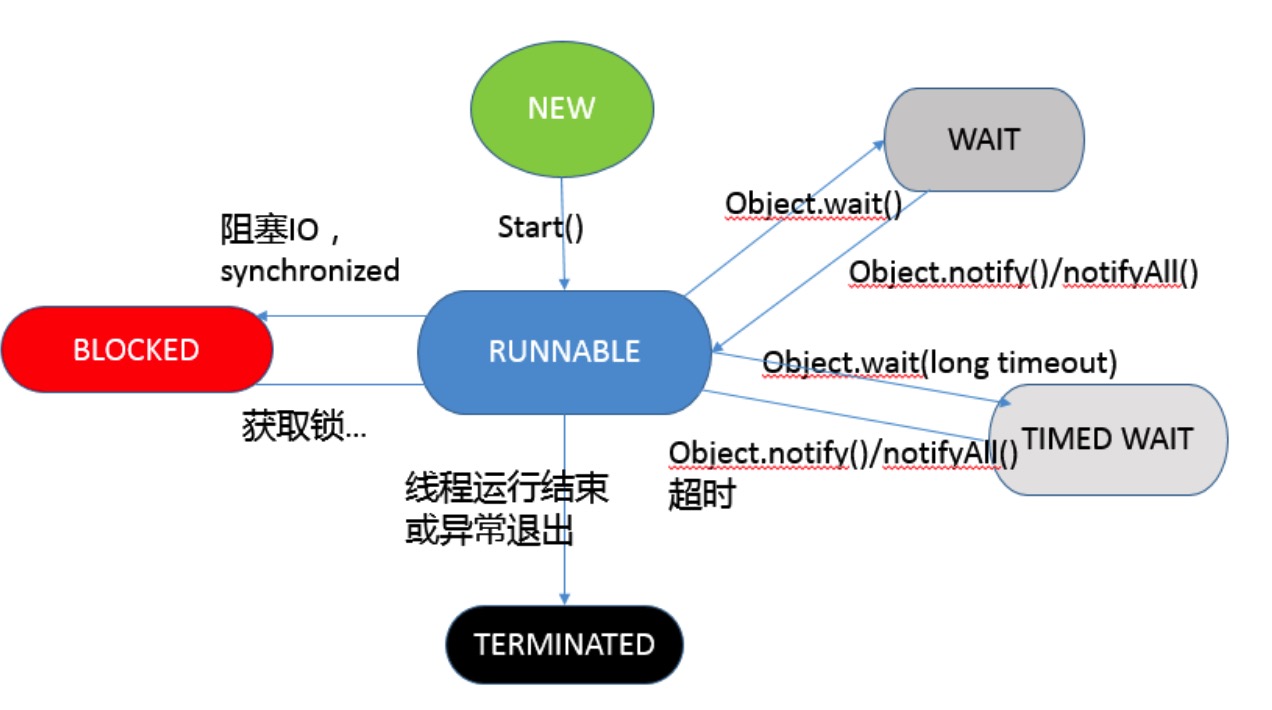 NEW
WAIT
Object.wait()
阻塞IO，
synchronized
Start()
Object.notify()/notifyAll()
BLOCKED
RUNNABLE
Object.wait(long timeout)
获取锁...
TIMED WAIT
Object.notify()/notifyAll()
超时
线程运行结束
或异常退出
TERMINATED